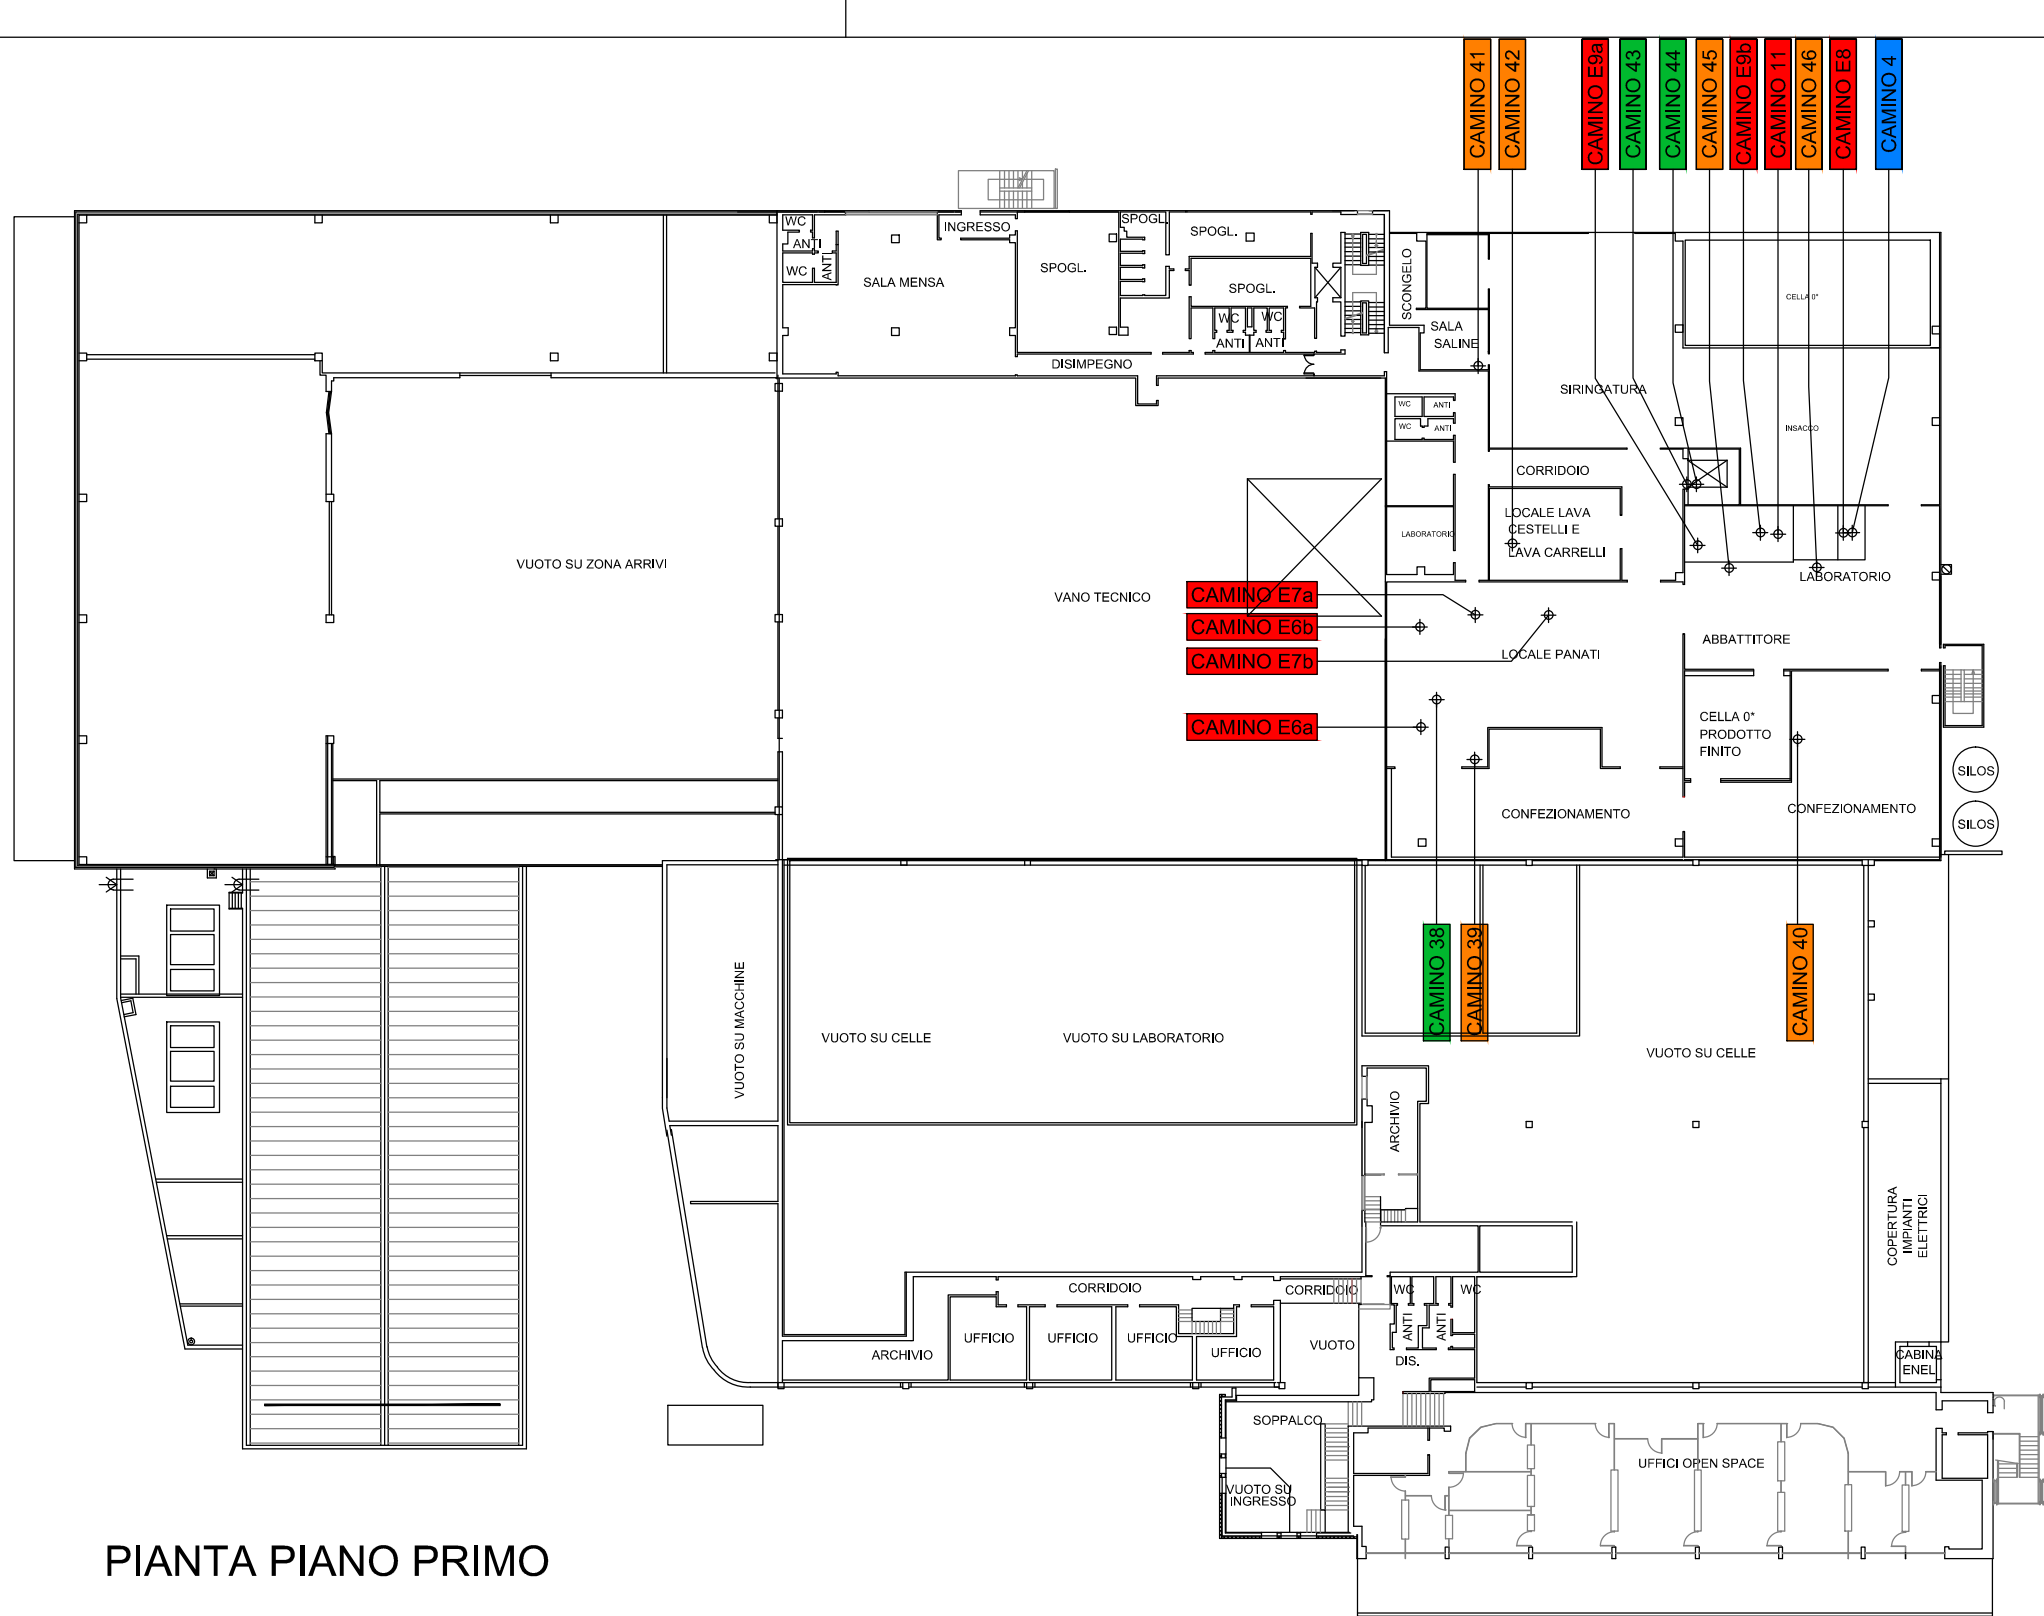 CAMINO 41
CAMINO 42
CAMINO E9a
CAMINO 43
CAMINO 44
CAMINO 45
CAMINO E9b
CAMINO 11
CAMINO 46
CAMINO E8
CAMINO 4
WC
ANTI
WC
ANTI
SALA MENSA
INGRESSO
SPOGL.
SPOGL.
SPOGL.
SPOGL.
WC
WC
ANTI
ANTI
DISIMPEGNO
SCONGELO
SALA
SALINE
CELLA 0°
SIRINGATURA
INSACCO
WC
ANTI
WC
ANTI
CORRIDOIO
LOCALE LAVA
CESTELLI E
LAVA CARRELLI
LABORATORIO
LABORATORIO
VUOTO SU ZONA ARRIVI
VANO TECNICO
CAMINO E7a
CAMINO E6b
CAMINO E7b
CAMINO E6a
LOCALE PANATI
ABBATTITORE
CELLA 0°
PRODOTTO
FINITO
CONFEZIONAMENTO
CONFEZIONAMENTO
SILOS
SILOS
CAMINO 38
CAMINO 39
CAMINO 40
VUOTO SU MACCHINE
VUOTO SU CELLE
VUOTO SU LABORATORIO
VUOTO SU CELLE
ARCHIVIO
COPERTURA
IMPIANTI
ELETTRICI
CORRIDOIO
CORRIDOIO
WC
WC
ANTI
ANTI
UFFICIO
UFFICIO
UFFICIO
UFFICIO
ARCHIVIO
VUOTO
DIS.
CABINA
ENEL
SOPPALCO
VUOTO SU
INGRESSO
UFFICI OPEN SPACE
PIANTA PIANO PRIMO